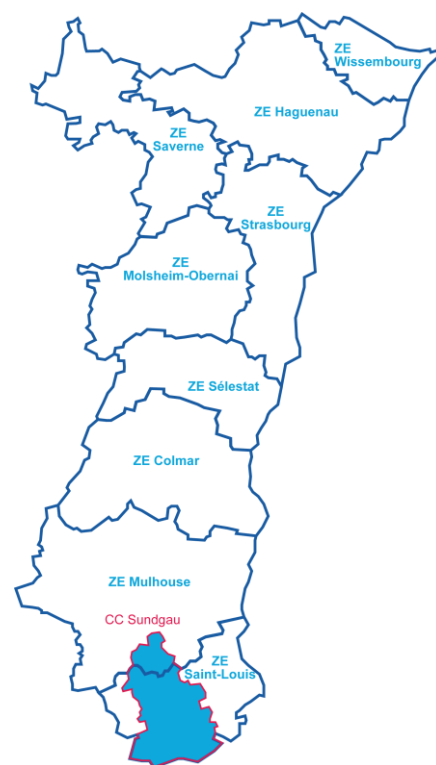 ZE
Wissembourg
ZE Haguenau
ZE
Saverne
ZE
Strasbourg
ZE
Molsheim-Obernai
ZE Sélestat
ZE Colmar
ZE Mulhouse
CC Sundgau
ZE
Saint-Louis